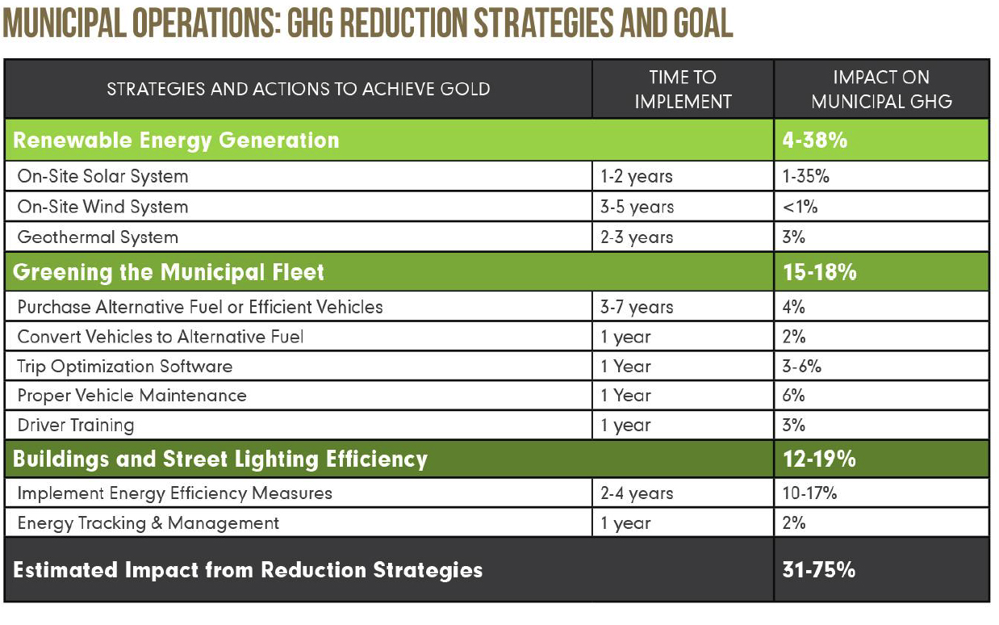 MUNICIPAL OPERATIONS: GHG REDUCTION STRATEGIES AND GOAL
STRATEGIES AND ACTIONS TO ACHIEVE GOLD
TIME TO
IMPLEMENT
IMPACT ON
MUNICIPAL GHG
Renewable Energy Generation 4-38%
On-Site Solar System 1-2 years 1-35%
On-Site Wind System 3-5 years <1%
Geothermal System 2-3 years 3%
Greening the Municipal Fleet 15-18%
Purchase Alternative Fuel or Efficient Vehicles 3-7 years 4%
Convert Vehicles to Alternative Fuel 1 year 2%
Trip Optimization Software 1 Year 3-6%
Proper Vehicle Maintenance 1 Year 6%
Driver Training 1 year 3%
Buildings and Street Lighting Efficiency 12-19%
Implement Energy Efficiency Measures 2-4 years 10-17%
Energy Tracking & Management 1 year 2%
Estimated Impact from Reduction Strategies 31-75%